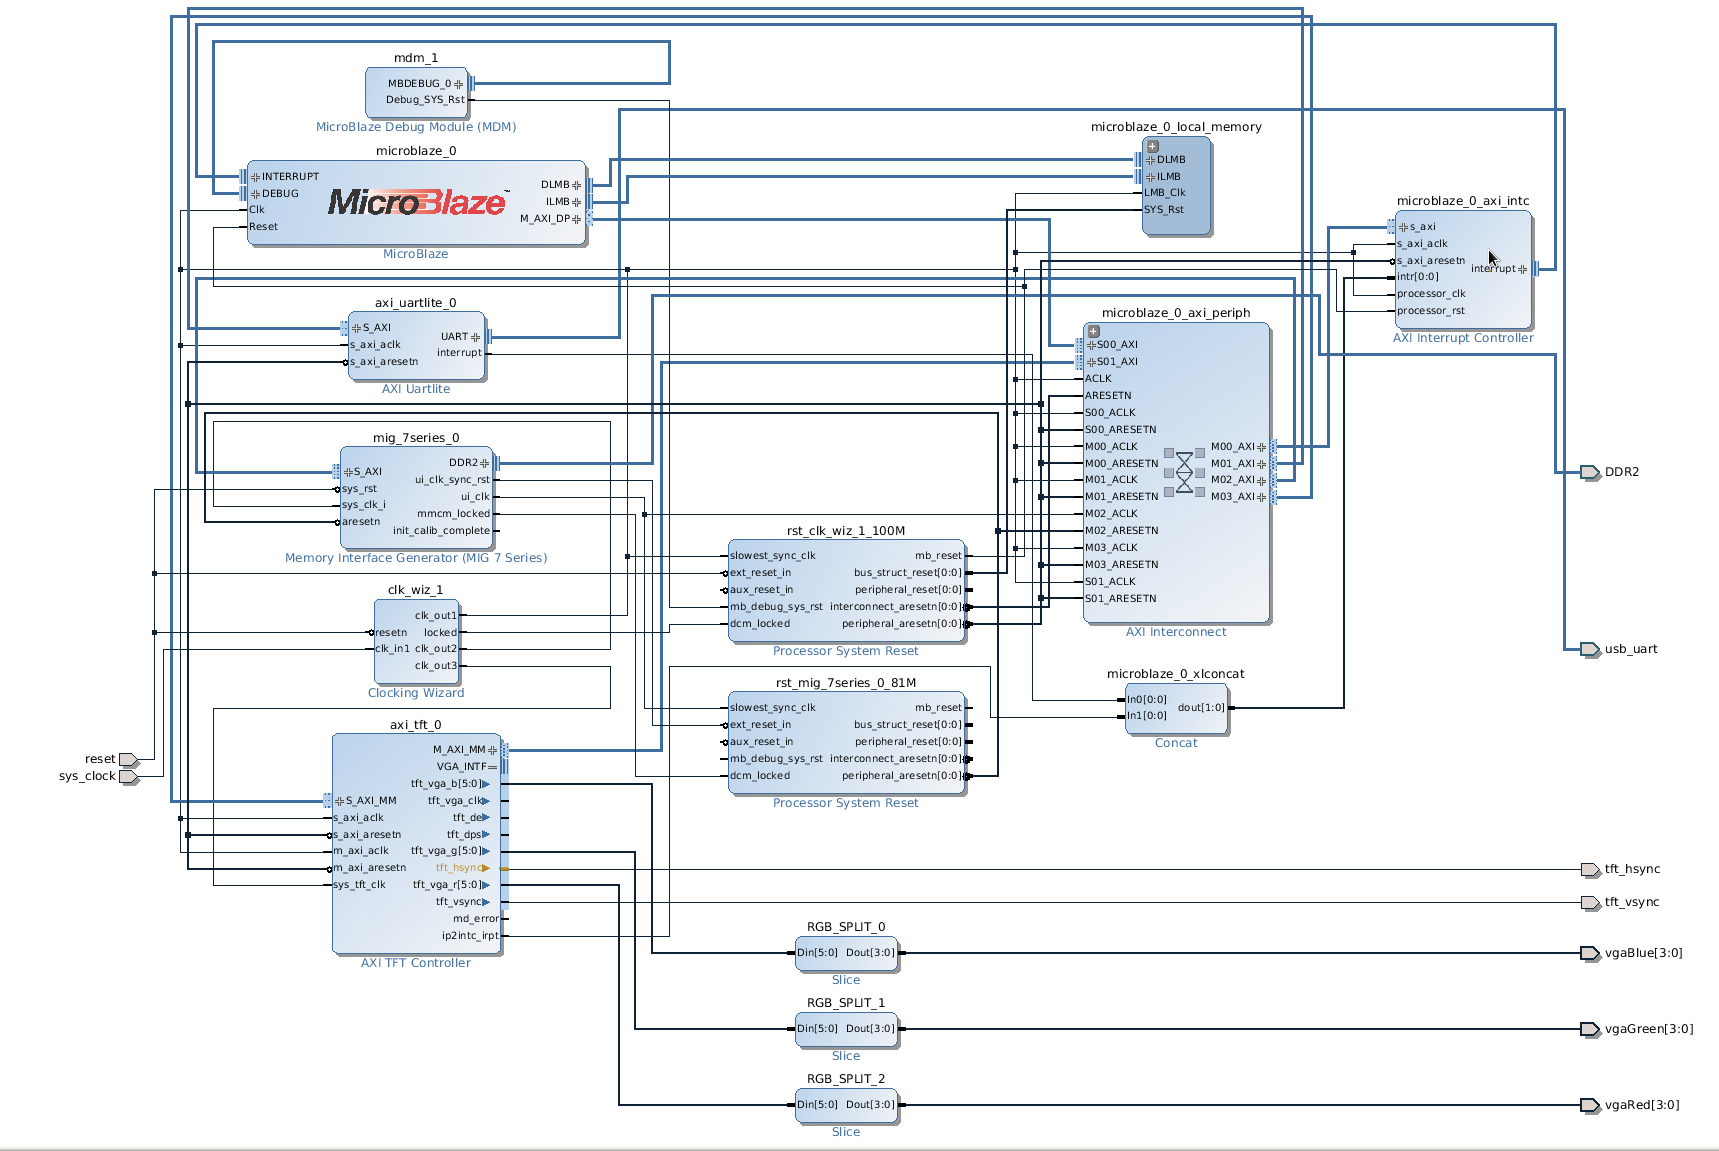 mdm_1
MBDEBUG_0
Debug_SYS_Rst
MicroBlaze Debug Module (MDM)
microblaze_0
INTERRUPT
DEBUG
Clk
Reset
MicroBlaze™
DLMB
ILMB
M_AXI_DP
MicroBlaze
microblaze_0_local_memory
DLMB
ILMB
LMB_Clk
SYS_Rst
microblaze_0_axi_intc
s_axi
s_axi_aclk
s_axi_aresetn
intr[0:0]
processor_clk
processor_rst
interrupt
AXI Interrupt Controller
axi_uartlite_0
S_AXI
s_axi_aclk
s_axi_aresetn
UART
interrupt
AXI Uartlite
microblaze_0_axi_periph
S00_AXI
S01_AXI
ACLK
ARESETN
S00_ACLK
S00_ARESETN
M00_ACLK
M00_ARESETN
M01_ACLK
M01_ARESETN
M02_ACLK
M02_ARESETN
M03_ACLK
M03_ARESETN
S01_ACLK
S01_ARESETN
M00_AXI
M01_AXI
M02_AXI
M03_AXI
AXI Interconnect
mig_7series_0
S_AXI
sys_rst
sys_clk_i
aresetn
DDR2
ui_clk_sync_rst
ui_clk
mmcm_locked
init_calib_complete
Memory Interface Generator (MIG 7 Series)
DDR2
rst_clk_wiz_1_100M
slowest_sync_clk
ext_reset_in
aux_reset_in
mb_debug_sys_rst
dcm_locked
mb_reset
bus_struct_reset[0:0]
peripheral_reset[0:0]
interconnect_aresetn[0:0]
peripheral_aresetn[0:0]
Processor System Reset
clk_wiz_1
resetn
clk_in1
clk_out1
locked
clk_out2
clk_out3
Clocking Wizard
usb_uart
rst_mig_7series_0_81M
slowest_sync_clk
ext_reset_in
aux_reset_in
mb_debug_sys_rst
dcm_locked
mb_reset
bus_struct_reset[0:0]
peripheral_reset[0:0]
interconnect_aresetn[0:0]
peripheral_aresetn[0:0]
Processor System Reset
microblaze_0_xlconcat
In0[0:0]
In1[0:0]
dout[1:0]
Concat
reset
sys_clock
axi_tft_0
S_AXI_MM
s_axi_aclk
s_axi_aresetn
m_axi_aclk
m_axi_aresetn
sys_tft_clk
M_AXI_MM
VGA_INTF
tft_vga_b[5:0]
tft_vga_clk
tft_de
tft_dps
tft_vga_g[5:0]
tft_hsync
tft_vga_r[5:0]
tft_vsync
md_error
ip2intc_irpt
AXI TFT Controller
tft_hsync
tft_vsync
RGB_SPLIT_0
Din[5:0] Dout[3:0]
Slice
vgaBlue[3:0]
RGB_SPLIT_1
Din[5:0] Dout[3:0]
Slice
vgaGreen[3:0]
RGB_SPLIT_2
Din[5:0] Dout[3:0]
Slice
vgaRed[3:0]